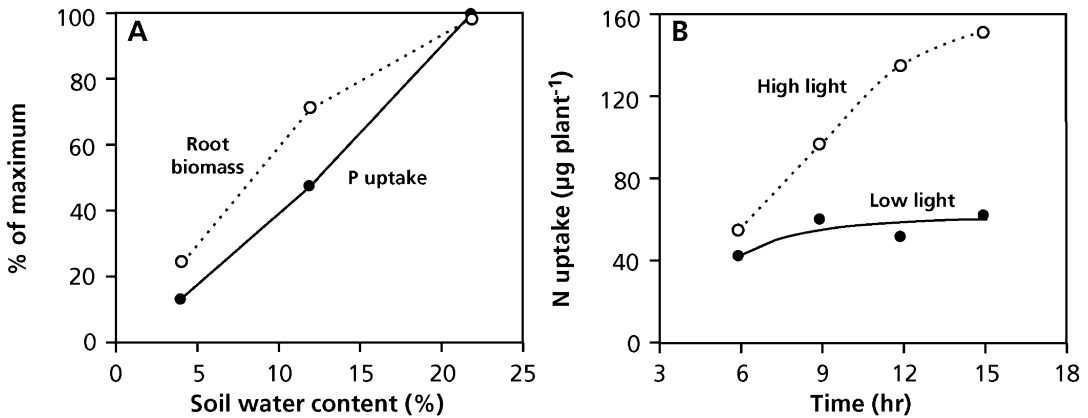 A
% of maximum
100
80
60
40
20
0
Root
biomass
P uptake
0 5 10 15 20 25
Soil water content (%)
B
N uptake (µg plant⁻¹)
160
120
80
40
0
High light
Low light
3 6 9 12 15 18
Time (hr)